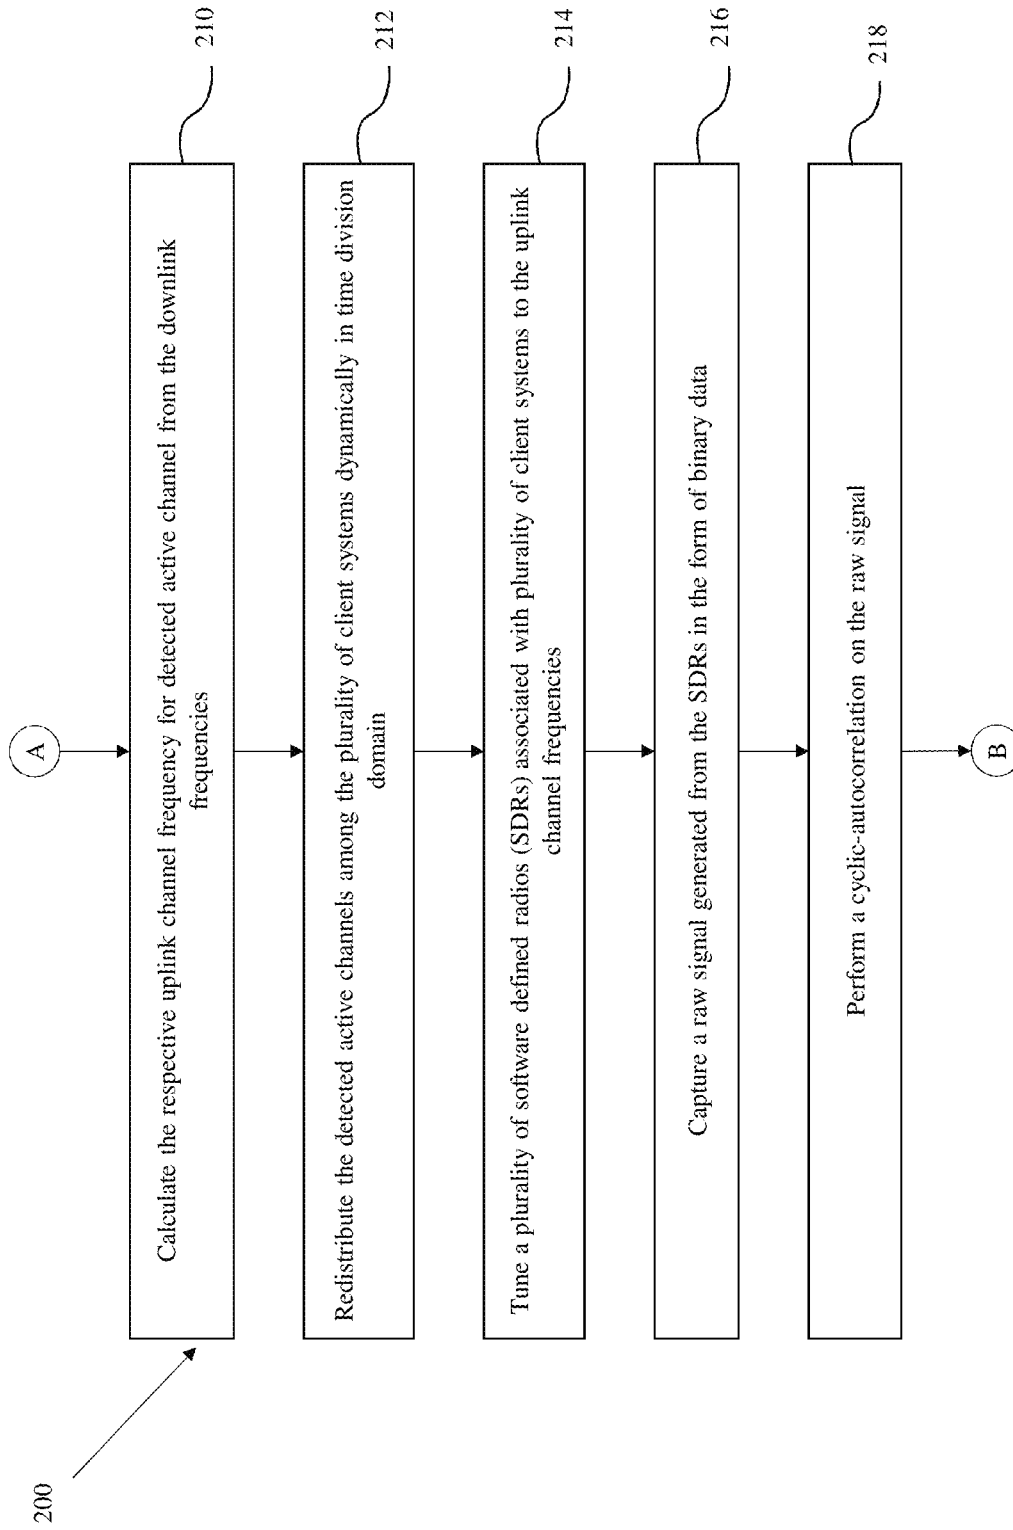 200
A
Calculate the respective uplink channel frequency for detected active channel from the downlink
frequencies
210
Redistribute the detected active channels among the plurality of client systems dynamically in time division
domain
212
Tune a plurality of software defined radios (SDRs) associated with plurality of client systems to the uplink
channel frequencies
214
Capture a raw signal generated from the SDRs in the form of binary data
216
Perform a cyclic-autocorrelation on the raw signal
218
B